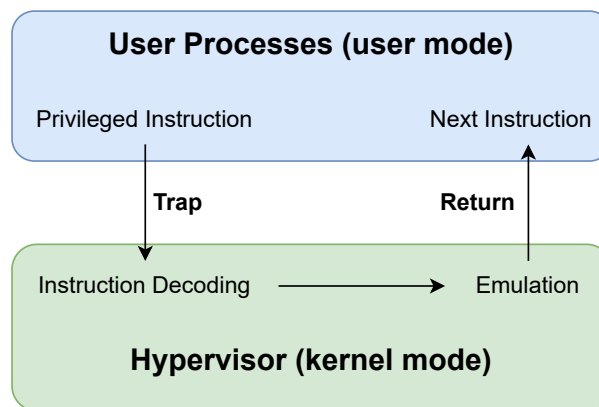 User Processes (user mode)
Privileged Instruction
Next Instruction
Trap
Return
Instruction Decoding
Emulation
Hypervisor (kernel mode)